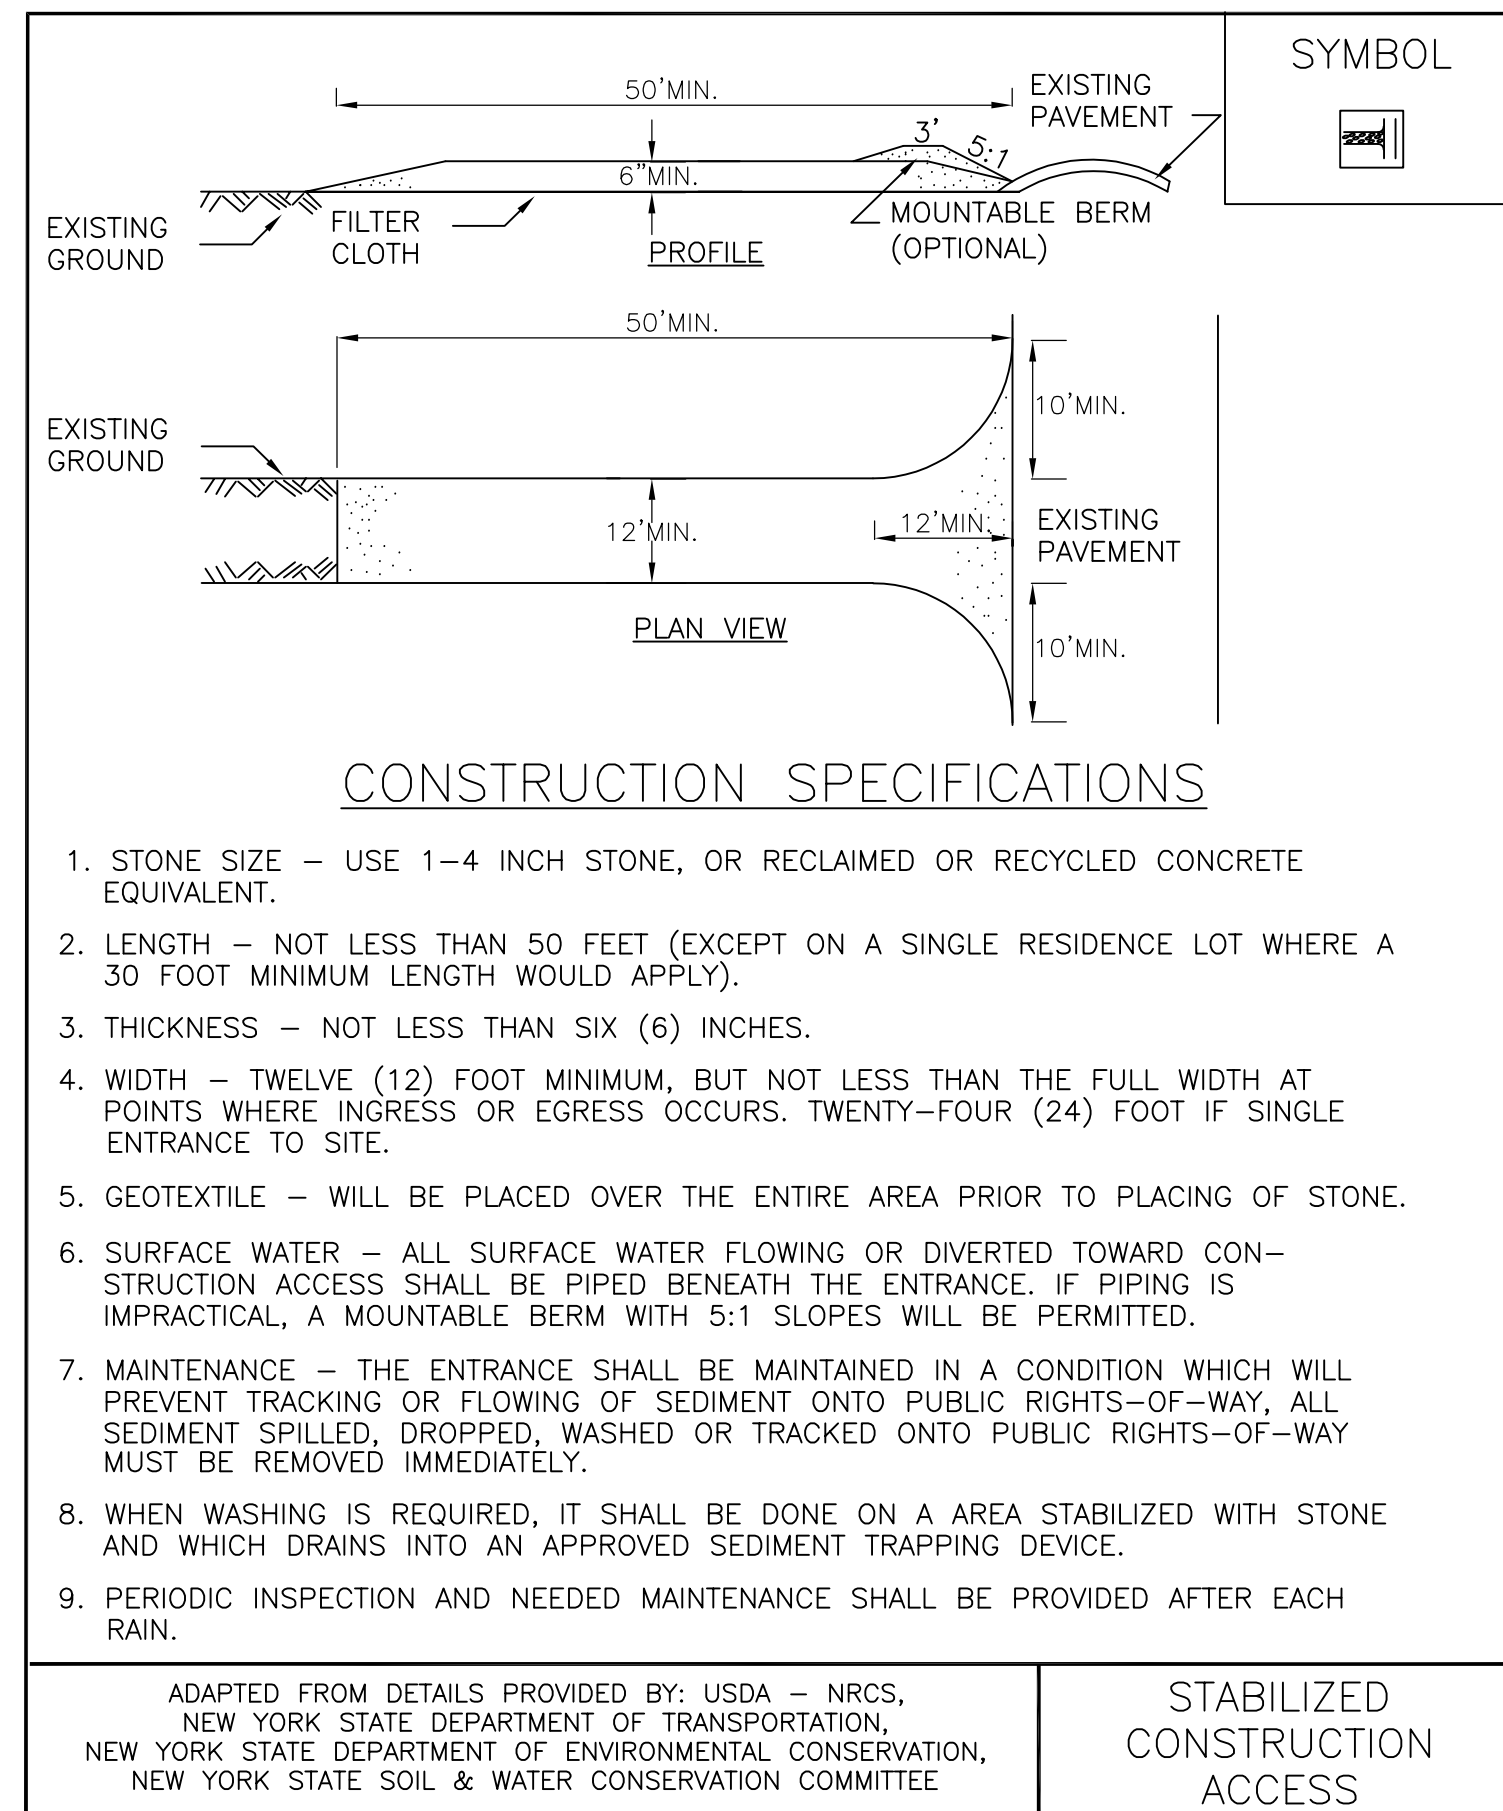 SYMBOL
50'MIN.
EXISTING
PAVEMENT
3'
5:1
6"MIN.
EXISTING
GROUND
FILTER
CLOTH
PROFILE
MOUNTABLE BERM
(OPTIONAL)
50'MIN.
10'MIN.
EXISTING
GROUND
12'MIN.
12'MIN.
EXISTING
PAVEMENT
PLAN VIEW
10'MIN.
CONSTRUCTION SPECIFICATIONS
1. STONE SIZE – USE 1–4 INCH STONE, OR RECLAIMED OR RECYCLED CONCRETE
EQUIVALENT.
2. LENGTH – NOT LESS THAN 50 FEET (EXCEPT ON A SINGLE RESIDENCE LOT WHERE A
30 FOOT MINIMUM LENGTH WOULD APPLY).
3. THICKNESS – NOT LESS THAN SIX (6) INCHES.
4. WIDTH – TWELVE (12) FOOT MINIMUM, BUT NOT LESS THAN THE FULL WIDTH AT
POINTS WHERE INGRESS OR EGRESS OCCURS. TWENTY–FOUR (24) FOOT IF SINGLE
ENTRANCE TO SITE.
5. GEOTEXTILE – WILL BE PLACED OVER THE ENTIRE AREA PRIOR TO PLACING OF STONE.
6. SURFACE WATER – ALL SURFACE WATER FLOWING OR DIVERTED TOWARD CON–
STRUCTION ACCESS SHALL BE PIPED BENEATH THE ENTRANCE. IF PIPING IS
IMPRACTICAL, A MOUNTABLE BERM WITH 5:1 SLOPES WILL BE PERMITTED.
7. MAINTENANCE – THE ENTRANCE SHALL BE MAINTAINED IN A CONDITION WHICH WILL
PREVENT TRACKING OR FLOWING OF SEDIMENT ONTO PUBLIC RIGHTS–OF–WAY, ALL
SEDIMENT SPILLED, DROPPED, WASHED OR TRACKED ONTO PUBLIC RIGHTS–OF–WAY
MUST BE REMOVED IMMEDIATELY.
8. WHEN WASHING IS REQUIRED, IT SHALL BE DONE ON A AREA STABILIZED WITH STONE
AND WHICH DRAINS INTO AN APPROVED SEDIMENT TRAPPING DEVICE.
9. PERIODIC INSPECTION AND NEEDED MAINTENANCE SHALL BE PROVIDED AFTER EACH
RAIN.
ADAPTED FROM DETAILS PROVIDED BY: USDA – NRCS,
NEW YORK STATE DEPARTMENT OF TRANSPORTATION,
NEW YORK STATE DEPARTMENT OF ENVIRONMENTAL CONSERVATION,
NEW YORK STATE SOIL & WATER CONSERVATION COMMITTEE
STABILIZED
CONSTRUCTION
ACCESS